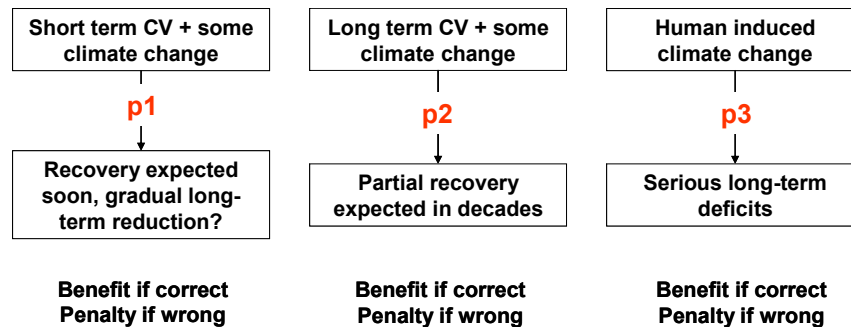 Short term CV + some
climate change
p1
Recovery expected
soon, gradual long-
term reduction?
Benefit if correct
Penalty if wrong
Long term CV + some
climate change
p2
Partial recovery
expected in decades
Benefit if correct
Penalty if wrong
Human induced
climate change
p3
Serious long-term
deficits
Benefit if correct
Penalty if wrong